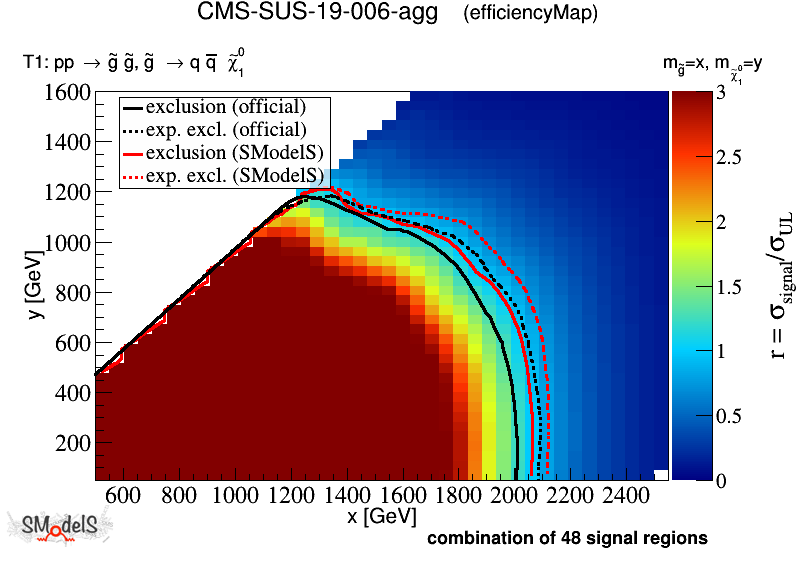 CMS-SUS-19-006-agg (efficiencyMap)
T1: pp → g̃ g̃, g̃ → q q̅ χ̃₁⁰
m_g̃=x, m_χ̃₁⁰=y
exclusion (official)
exp. excl. (official)
exclusion (SModelS)
exp. excl. (SModelS)
1600
1400
1200
1000
800
600
400
200
y [GeV]
600 800 1000 1200 1400 1600 1800 2000 2200 2400
x [GeV]
3
2.5
2
1.5
1
0.5
0
r = σ_signal/σ_UL
SModelS
combination of 48 signal regions